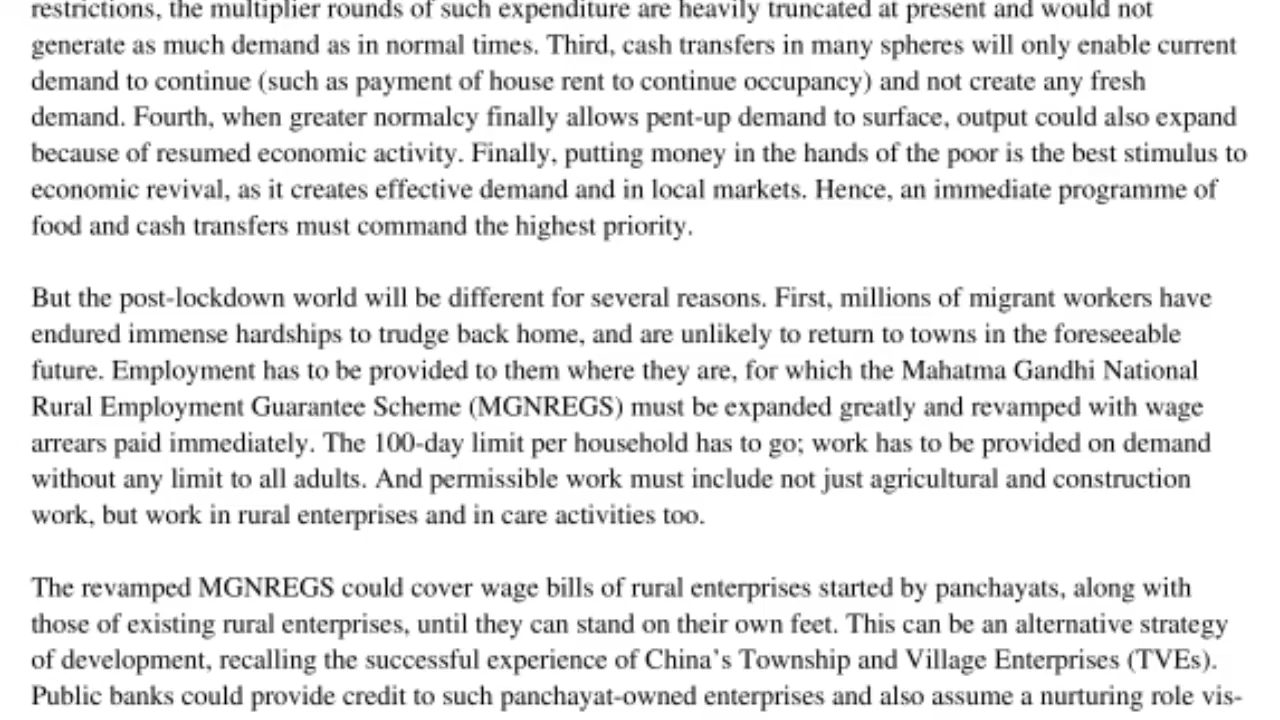 restrictions, the multiplier rounds of such expenditure are heavily truncated at present and would not
generate as much demand as in normal times. Third, cash transfers in many spheres will only enable current
demand to continue (such as payment of house rent to continue occupancy) and not create any fresh
demand. Fourth, when greater normalcy finally allows pent-up demand to surface, output could also expand
because of resumed economic activity. Finally, putting money in the hands of the poor is the best stimulus to
economic revival, as it creates effective demand and in local markets. Hence, an immediate programme of
food and cash transfers must command the highest priority.
But the post-lockdown world will be different for several reasons. First, millions of migrant workers have
endured immense hardships to trudge back home, and are unlikely to return to towns in the foreseeable
future. Employment has to be provided to them where they are, for which the Mahatma Gandhi National
Rural Employment Guarantee Scheme (MGNREGS) must be expanded greatly and revamped with wage
arrears paid immediately. The 100-day limit per household has to go; work has to be provided on demand
without any limit to all adults. And permissible work must include not just agricultural and construction
work, but work in rural enterprises and in care activities too.
The revamped MGNREGS could cover wage bills of rural enterprises started by panchayats, along with
those of existing rural enterprises, until they can stand on their own feet. This can be an alternative strategy
of development, recalling the successful experience of China's Township and Village Enterprises (TVEs).
Public banks could provide credit to such panchayat-owned enterprises and also assume a nurturing role vis-